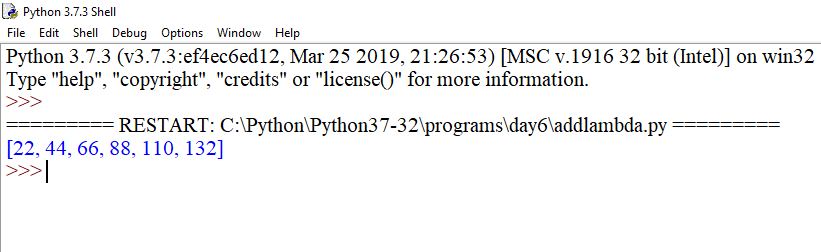 Python 3.7.3 Shell
File Edit Shell Debug Options Window Help
Python 3.7.3 (v3.7.3:ef4ec6ed12, Mar 25 2019, 21:26:53) [MSC v.1916 32 bit (Intel)] on win32
Type "help", "copyright", "credits" or "license()" for more information.
>>>
========= RESTART: C:\Python\Python37-32\programs\day6\addlambda.py =========
[22, 44, 66, 88, 110, 132]
>>>